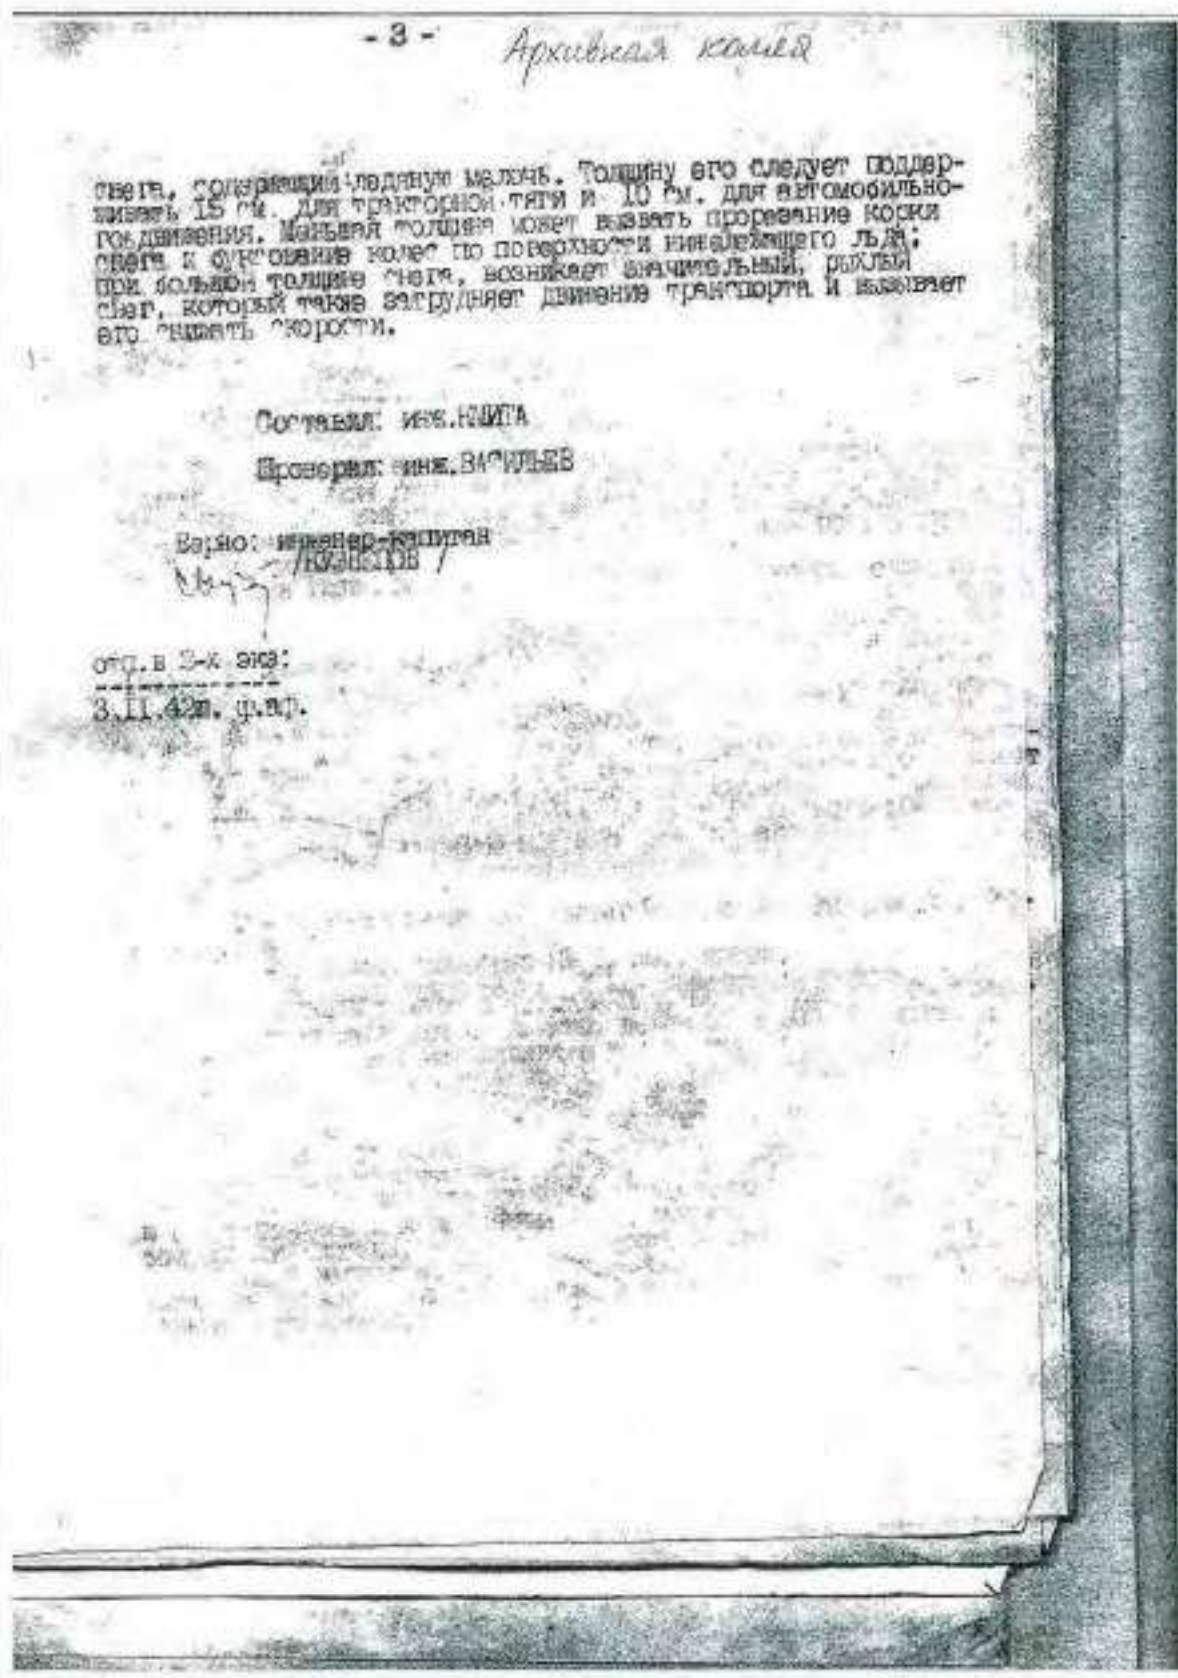 - 3 -
Архивная копия
снега, содержащий ледяную мелочь. Толщину его следует поддер-
живать 15 см. для тракторной тяги и 10 см. для автомобильно-
го движения. Меньшая толщина может вызвать прорезание корки
снега и буксование колес по поверхности нижележащего льда;
при большой толщине снега, возникает значительный, рыхлый
снег, который также затрудняет движение транспорта и вызывает
его снижать скорости.
Составил: инж.
Проверил: инж. ВАСИЛЬЕВ
Верно: инженер-капитан
/КУЗНЕЦОВ /
отп. в 2-х экз:
3.II.42г.